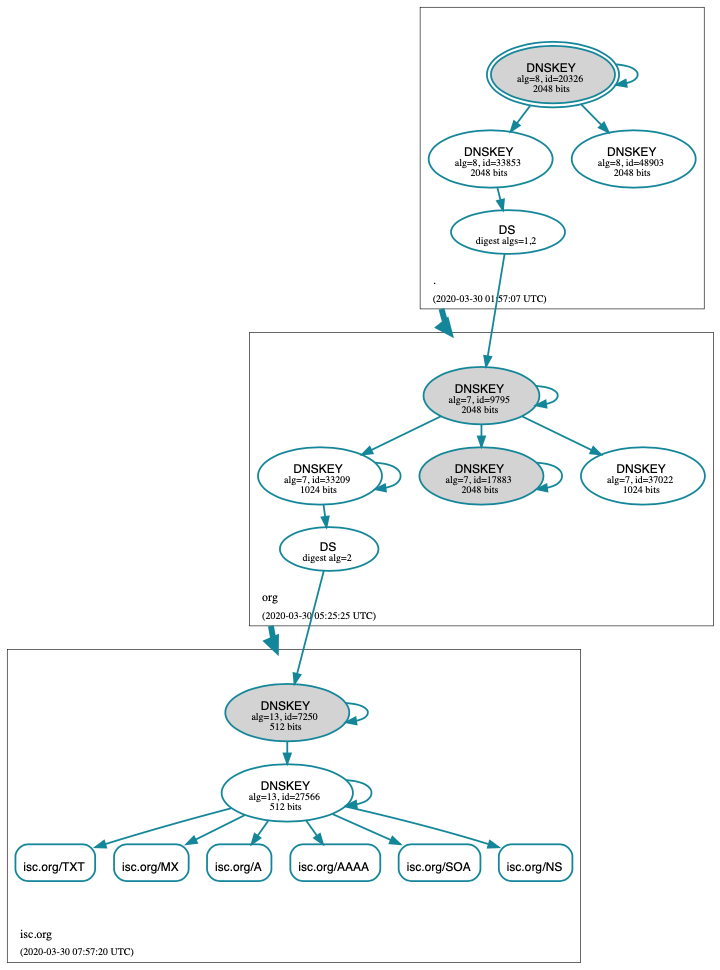 DNSKEY
alg=8, id=20326
2048 bits
DNSKEY
alg=8, id=33853
2048 bits
DNSKEY
alg=8, id=48903
2048 bits
DS
digest algs=1,2
.
(2020-03-30 01:57:07 UTC)
DNSKEY
alg=7, id=9795
2048 bits
DNSKEY
alg=7, id=33209
1024 bits
DNSKEY
alg=7, id=17883
2048 bits
DNSKEY
alg=7, id=37022
1024 bits
DS
digest alg=2
org
(2020-03-30 05:25:25 UTC)
DNSKEY
alg=13, id=7250
512 bits
DNSKEY
alg=13, id=27566
512 bits
isc.org/TXT
isc.org/MX
isc.org/A
isc.org/AAAA
isc.org/SOA
isc.org/NS
isc.org
(2020-03-30 07:57:20 UTC)